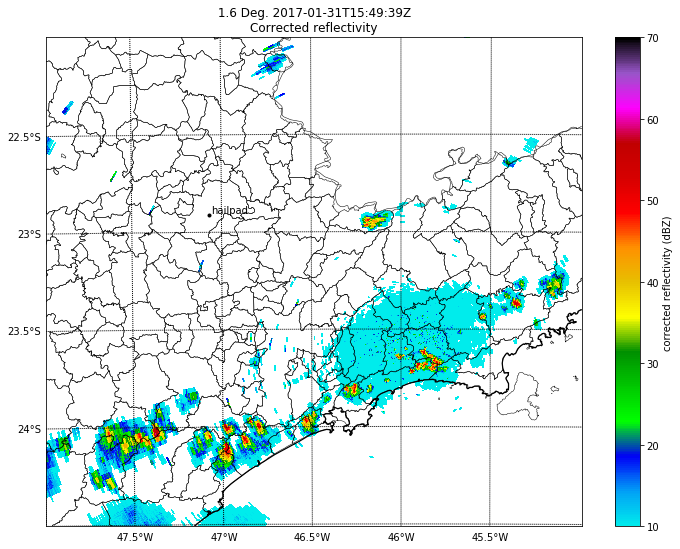 1.6 Deg. 2017-01-31T15:49:39Z
Corrected reflectivity
70
60
50
40
30
20
10
corrected reflectivity (dBZ)
22.5°S
hailpad
23°S
23.5°S
24°S
47.5°W
47°W
46.5°W
46°W
45.5°W